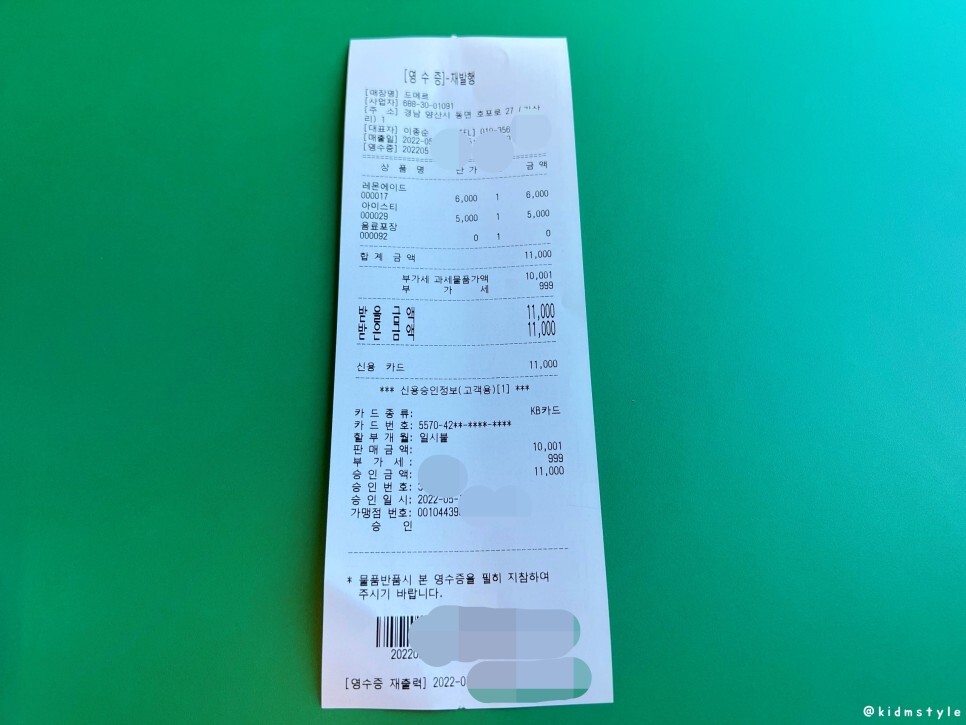 [영 수 증]-재발행
[매장명] 드메르
[사업자] 688-30-01091
[주 소] 경남 양산시 동면 호포로 27
리) 1
[대표자] 이종순 TEL] 010-356
[매출일] 2022-05
[영수증] 202205
상 품 명 단 가 금 액
레몬에이드
000017 6,000 1 6,000
아이스티
000029 5,000 1 5,000
음료포장
000092 0 1 0
합 계 금 액 11,000
부가세 과세물품가액 10,001
부 가 세 999
받 을 금 액 11,000
받 은 금 액 11,000
신용 카드 11,000
*** 신용승인정보(고객용)[1] ***
카 드 종 류: KB카드
카 드 번 호: 5570-42**-****-****
할 부 개 월: 일시불
판 매 금 액: 10,001
부 가 세 : 999
승 인 금 액: 11,000
승 인 번 호: 3
승 인 일 시: 2022-05-
가맹점 번호: 00104439
승 인
* 물품반품시 본 영수증을 필히 지참하여
주시기 바랍니다.
20220
[영수증 재출력] 2022-0
@kidmstyle